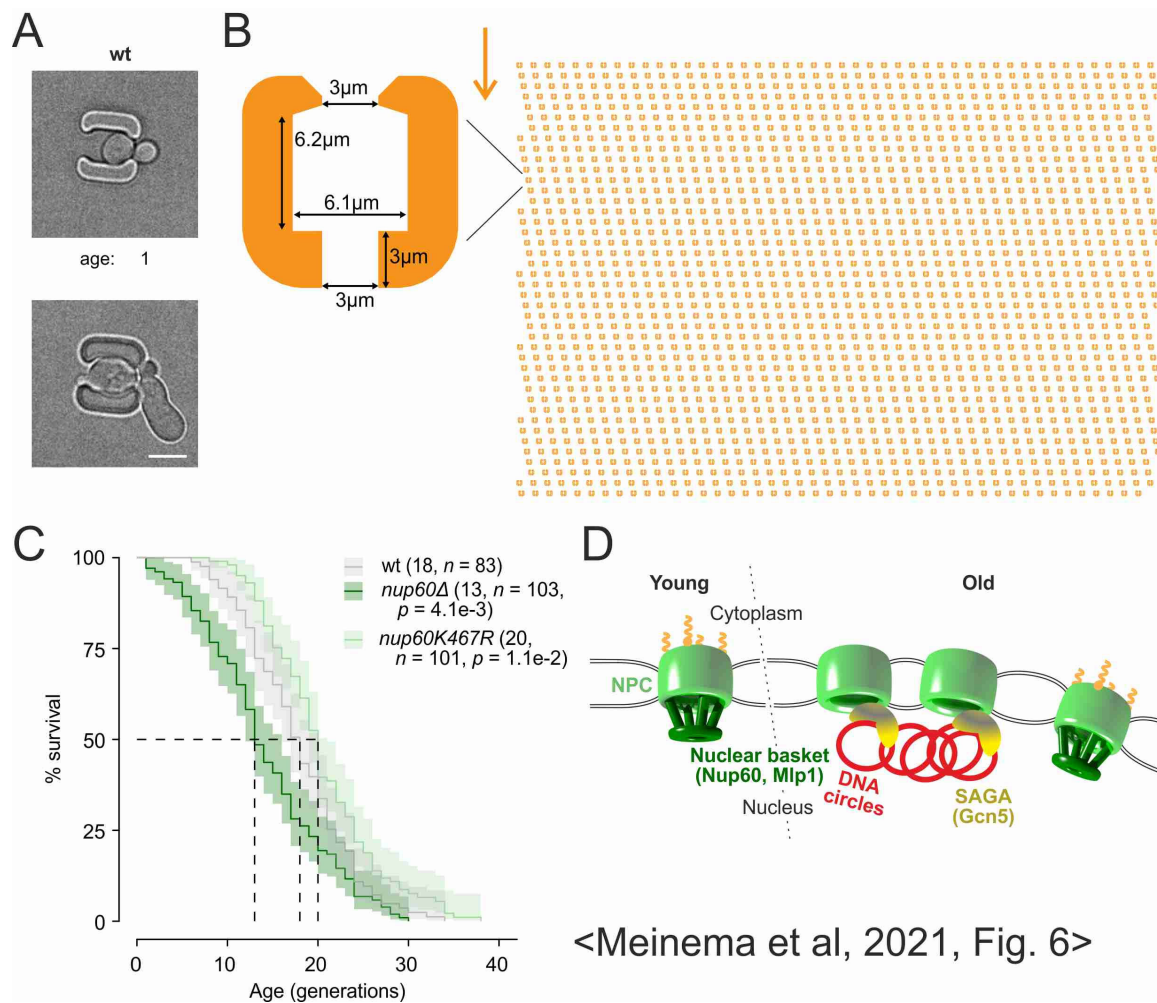 A
wt
age: 1
B
3µm
6.2µm
6.1µm
3µm
3µm
C
wt (18, n = 83)
nup60Δ (13, n = 103,
p = 4.1e-3)
nup60K467R (20,
n = 101, p = 1.1e-2)
% survival
100
75
50
25
0
0
10
20
30
40
Age (generations)
D
Young
Old
Cytoplasm
NPC
Nuclear basket
(Nup60, Mlp1)
DNA
circles
SAGA
(Gcn5)
Nucleus
<Meinema et al, 2021, Fig. 6>